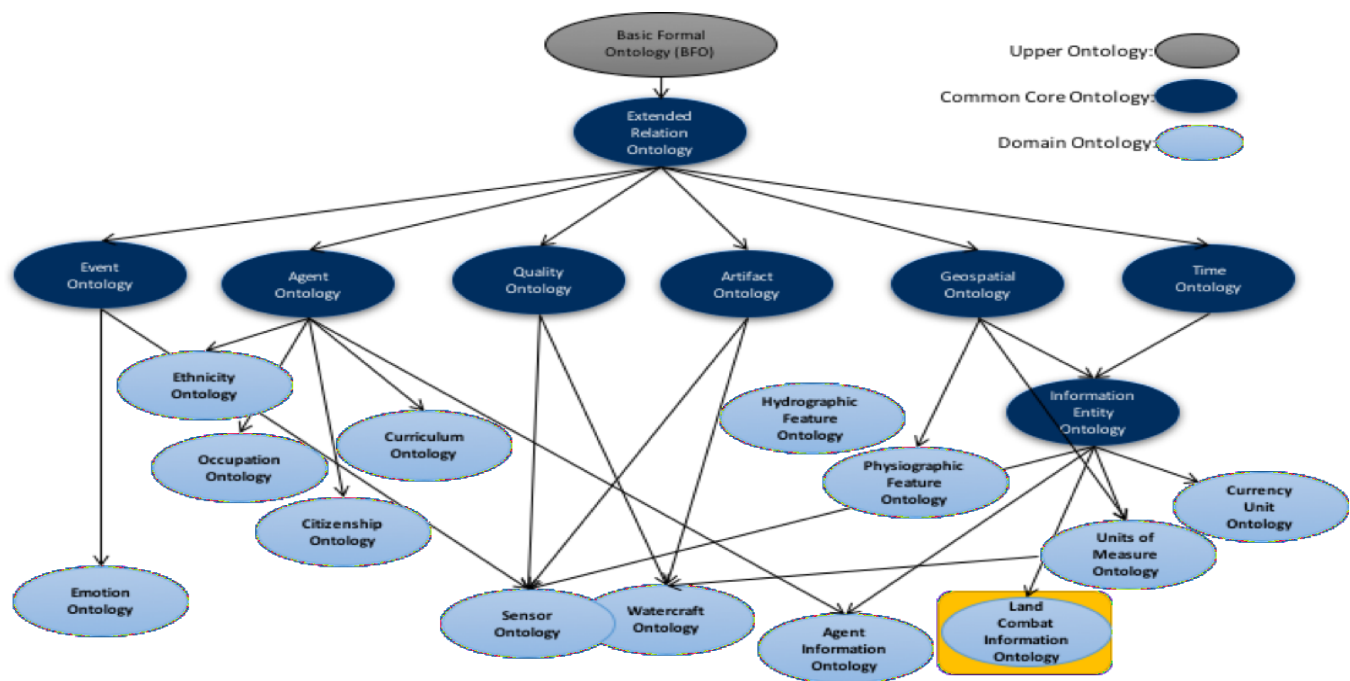 Basic Formal
Ontology (BFO)
Upper Ontology:
Common Core Ontology:
Domain Ontology:
Extended
Relation
Ontology
Event
Ontology
Agent
Ontology
Quality
Ontology
Artifact
Ontology
Geospatial
Ontology
Time
Ontology
Ethnicity
Ontology
Hydrographic
Feature
Ontology
Information
Entity
Ontology
Curriculum
Ontology
Occupation
Ontology
Physiographic
Feature
Ontology
Currency
Unit
Ontology
Citizenship
Ontology
Units of
Measure
Ontology
Emotion
Ontology
Sensor
Ontology
Watercraft
Ontology
Agent
Information
Ontology
Land
Combat
Information
Ontology